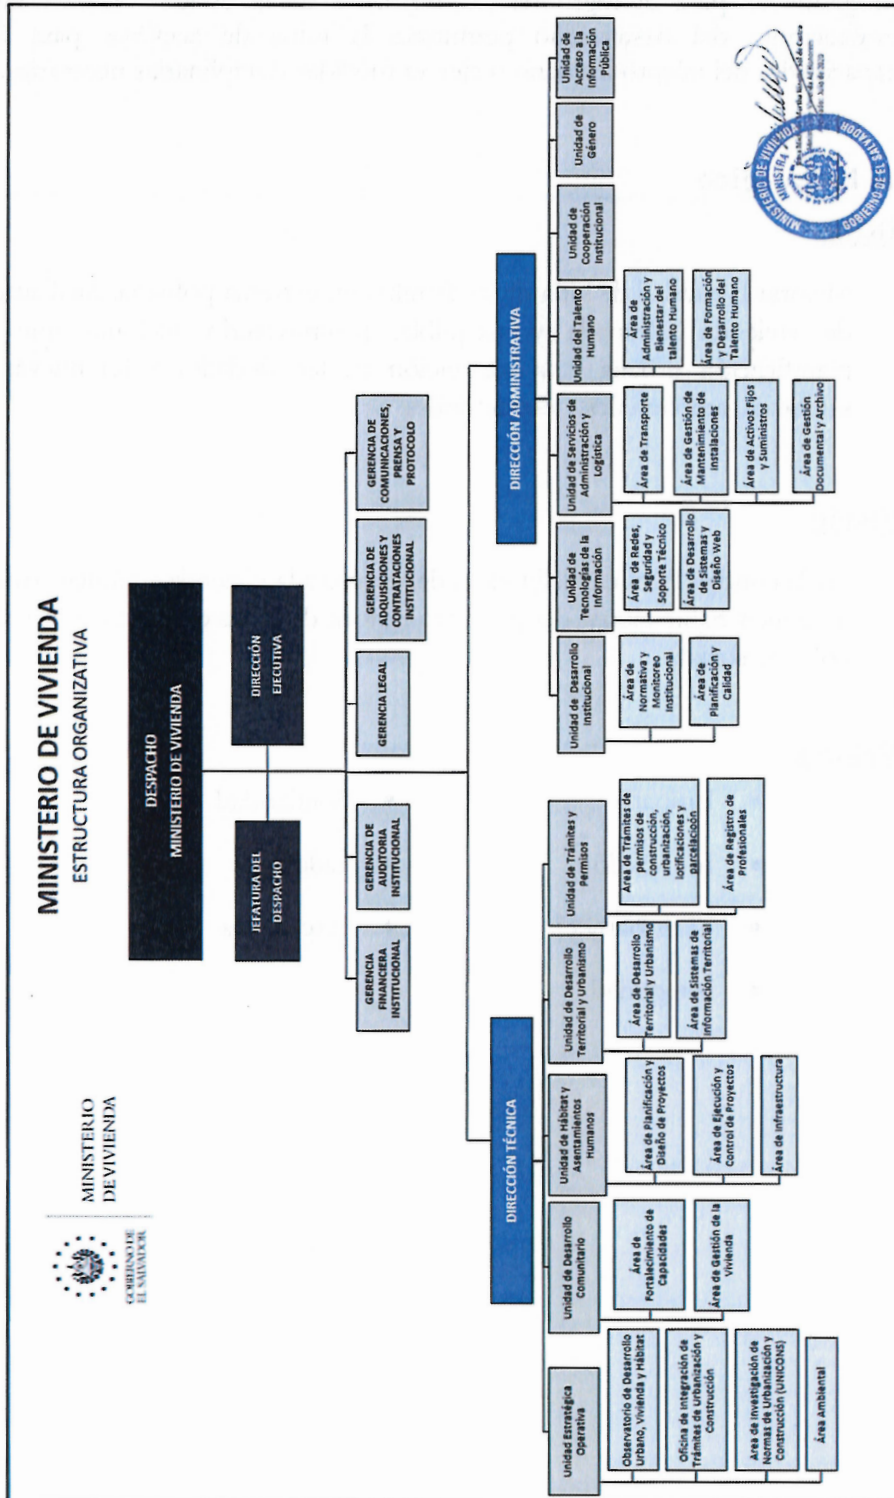 GOBIERNO DE
EL SALVADOR
MINISTERIO
DE VIVIENDA
MINISTERIO DE VIVIENDA
ESTRUCTURA ORGANIZATIVA
DESPACHO
MINISTERIO DE VIVIENDA
JEFATURA DEL
DESPACHO
DIRECCIÓN
EJECUTIVA
GERENCIA
FINANCIERA
INSTITUCIONAL
GERENCIA DE
AUDITORIA
INSTITUCIONAL
GERENCIA LEGAL
GERENCIA DE
ADQUISICIONES Y
CONTRATACIONES
INSTITUCIONAL
GERENCIA DE
COMUNICACIONES,
PRENSA Y
PROTOCOLO
DIRECCIÓN TÉCNICA
Unidad Estratégica
Operativa
Observatorio de Desarrollo
Urbano, Vivienda y Hábitat
Oficina de Integración de
Trámites de Urbanización y
Construcción
Area de Investigación de
Normas de Urbanización y
Construcción (UNICONS)
Área Ambiental
Unidad de Desarrollo
Comunitario
Área de
Fortalecimiento de
Capacidades
Área de Gestión de la
Vivienda
Unidad de Hábitat y
Asentamientos
Humanos
Área de Planificación y
Diseño de Proyectos
Área de Ejecución y
Control de Proyectos
Área de Infraestructura
Unidad de Desarrollo
Territorial y Urbanismo
Área de Desarrollo
Territorial y Urbanismo
Área de Sistemas de
Información Territorial
Unidad de Trámites y
Permisos
Área de Trámites de
permisos de
construcción,
urbanización,
lotificaciones y
parcelacioón
Área de Registro de
Profesionales
DIRECCIÓN ADMINISTRATIVA
Unidad de Desarrollo
Institucional
Área de
Normativa y
Monitoreo
Institucional
Área de
Planificación y
Calidad
Unidad de
Tecnologías de la
Información
Área de Redes,
Seguridad y
Soporte Técnico
Área de Desarrollo
de Sistemas y
Diseño Web
Unidad de Servicios de
Administración y
Logística
Área de Transporte
Área de Gestión de
Mantenimiento de
Instalaciones
Área de Activos Fijos
y Suministros
Área de Gestión
Documental y Archivo
Unidad del Talento
Humano
Área de
Administración y
Bienestar del
talento Humano
Área de Formación
y Desarrollo del
Talento Humano
Unidad de
Cooperación
Institucional
Unidad de
Género
Unidad de
Acceso a la
Información
Pública
MINISTERIO DE VIVIENDA
MINISTRA
GOBIERNO DE EL SALVADOR